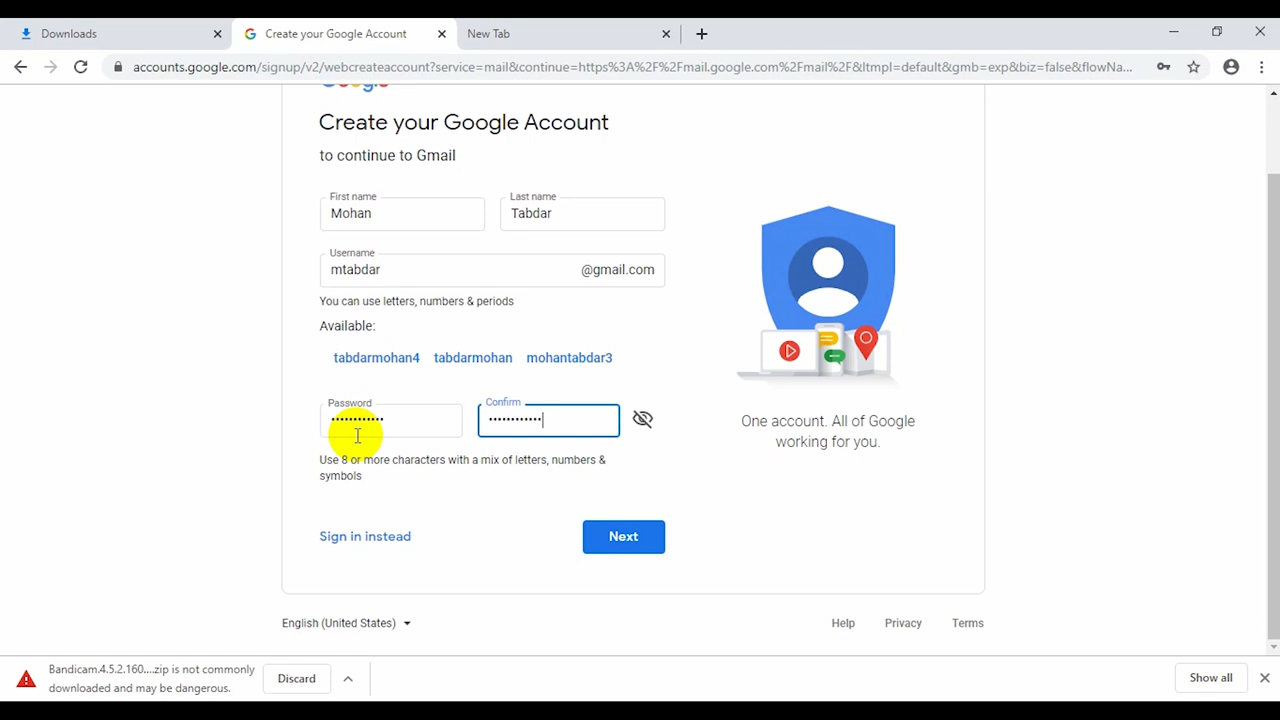 Downloads
Create your Google Account
New Tab
accounts.google.com/signup/v2/webcreateaccount?service=mail&continue=https%3A%2F%2Fmail.google.com%2Fmail%2F&ltmpl=default&gmb=exp&biz=false&flowNa...
Google
Create your Google Account
to continue to Gmail
First name
Last name
Mohan
Tabdar
Username
mtabdar
@gmail.com
You can use letters, numbers & periods
Available:
tabdarmohan4 tabdarmohan mohantabdar3
Password
Confirm
••••••••••••
••••••••••••
Use 8 or more characters with a mix of letters, numbers &
symbols
One account. All of Google
working for you.
Sign in instead
Next
English (United States)
Help
Privacy
Terms
Bandicam.4.5.2.160....zip is not commonly
downloaded and may be dangerous.
Discard
Show all